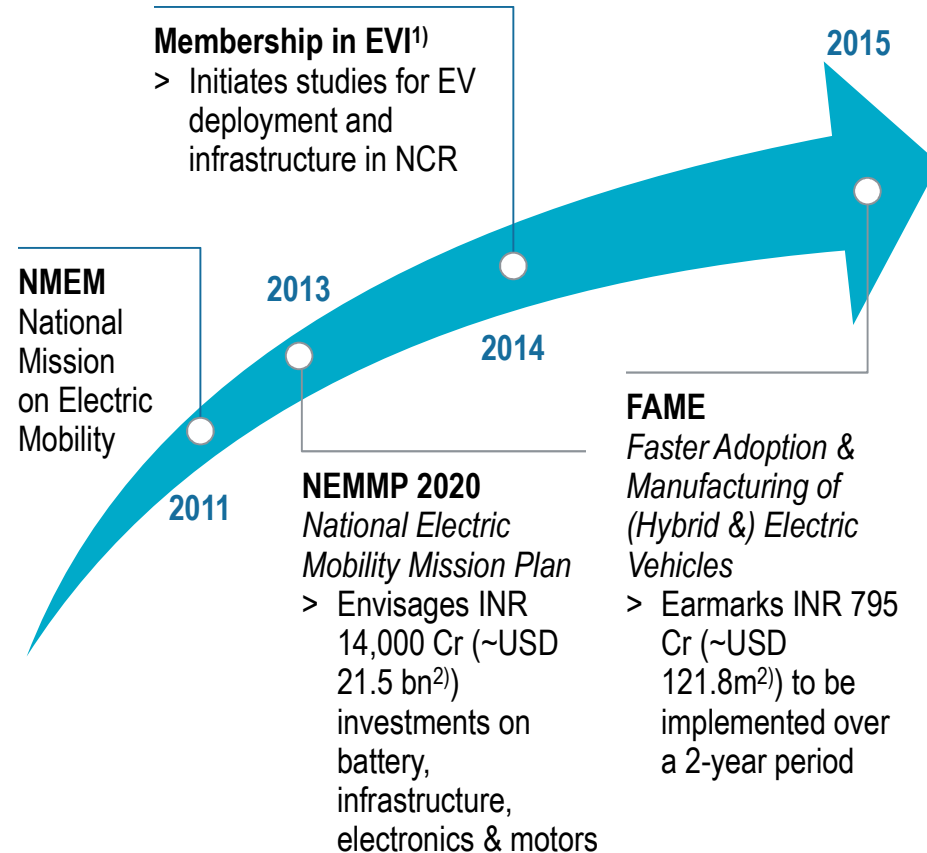 Membership in EVI1)
> Initiates studies for EV
deployment and
infrastructure in NCR
2015
NMEM
National
Mission
on Electric
Mobility
2013
2014
2011
NEMMP 2020
National Electric
Mobility Mission Plan
> Envisages INR
14,000 Cr (~USD
21.5 bn2))
investments on
battery,
infrastructure,
electronics & motors
FAME
Faster Adoption &
Manufacturing of
(Hybrid &) Electric
Vehicles
> Earmarks INR 795
Cr (~USD
121.8m2)) to be
implemented over
a 2-year period